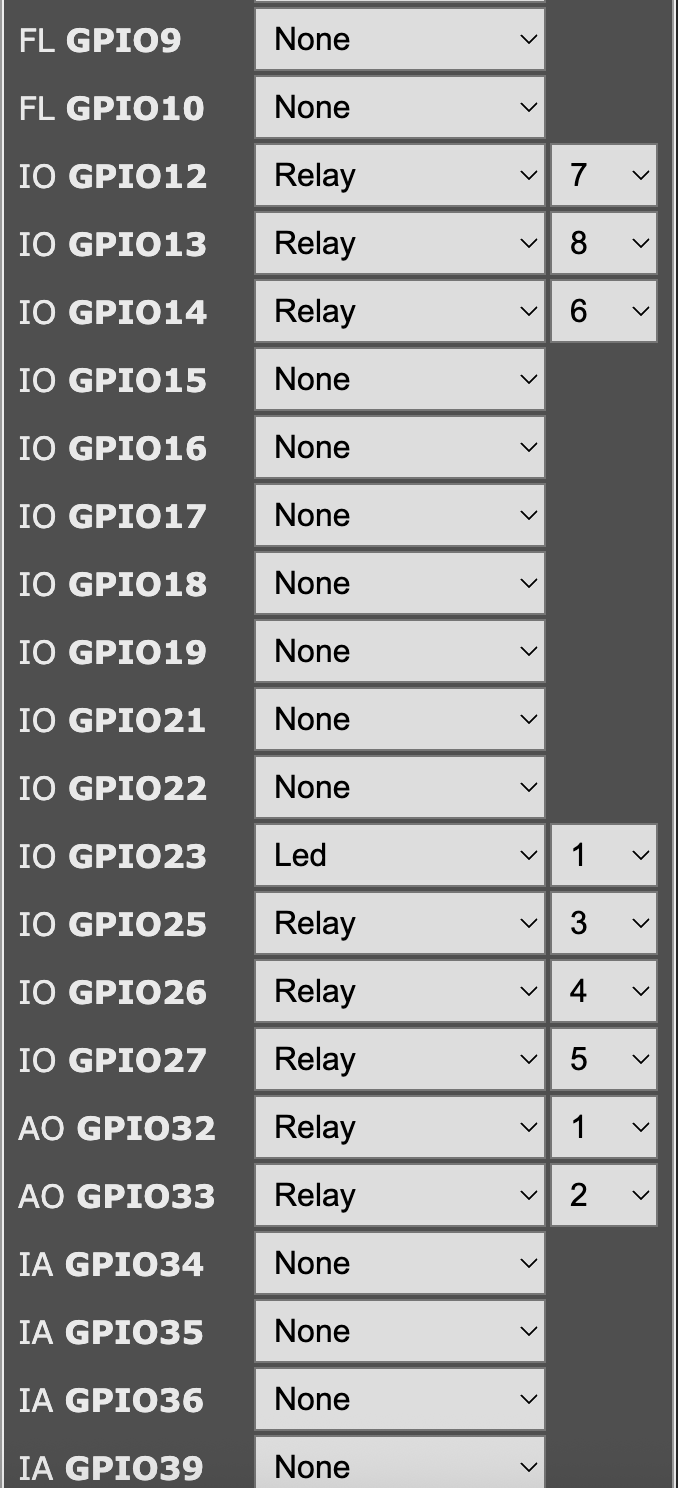 FL GPIO9 None
FL GPIO10 None
IO GPIO12 Relay 7
IO GPIO13 Relay 8
IO GPIO14 Relay 6
IO GPIO15 None
IO GPIO16 None
IO GPIO17 None
IO GPIO18 None
IO GPIO19 None
IO GPIO21 None
IO GPIO22 None
IO GPIO23 Led 1
IO GPIO25 Relay 3
IO GPIO26 Relay 4
IO GPIO27 Relay 5
AO GPIO32 Relay 1
AO GPIO33 Relay 2
IA GPIO34 None
IA GPIO35 None
IA GPIO36 None
IA GPIO39 None